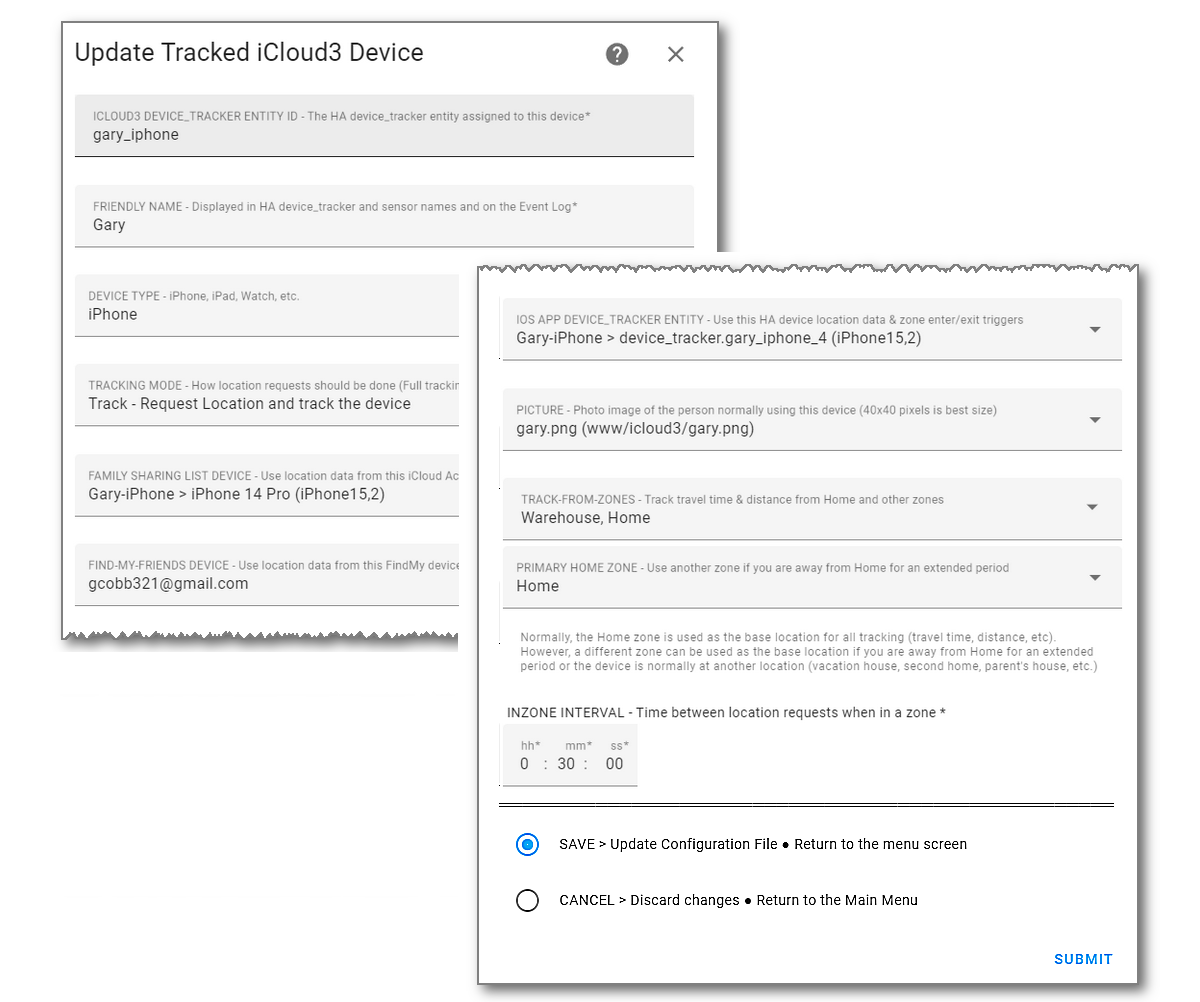 Update Tracked iCloud3 Device
ICLOUD3 DEVICE_TRACKER ENTITY ID - The HA device_tracker entity assigned to this device*
gary_iphone
FRIENDLY NAME - Displayed in HA device_tracker and sensor names and on the Event Log*
Gary
DEVICE TYPE - iPhone, iPad, Watch, etc.
iPhone
TRACKING MODE - How location requests should be done (Full
Track - Request Location and track the device
FAMILY SHARING LIST DEVICE - Use location data from this iCloud
Gary-iPhone > iPhone 14 Pro (iPhone15,2)
FIND-MY-FRIENDS DEVICE - Use location data from this FindMy device
gcobb321@gmail.com
IOS APP DEVICE_TRACKER ENTITY - Use this HA device location data & zone enter/exit triggers
Gary-iPhone > device_tracker.gary_iphone_4 (iPhone15,2)
PICTURE - Photo image of the person normally using this device (40x40 pixels is best size)
gary.png (www/icloud3/gary.png)
TRACK-FROM-ZONES - Track travel time & distance from Home and other zones
Warehouse, Home
PRIMARY HOME ZONE - Use another zone if you are away from Home for an extended period
Home
Normally, the Home zone is used as the base location for all tracking (travel time, distance, etc).
However, a different zone can be used as the base location if you are away from Home for an extended
period or the device is normally at another location (vacation house, second home, parent's house, etc.)
INZONE INTERVAL - Time between location requests when in a zone *
hh* mm* ss*
0 : 30 : 00
SAVE > Update Configuration File ● Return to the menu screen
CANCEL > Discard changes ● Return to the Main Menu
SUBMIT